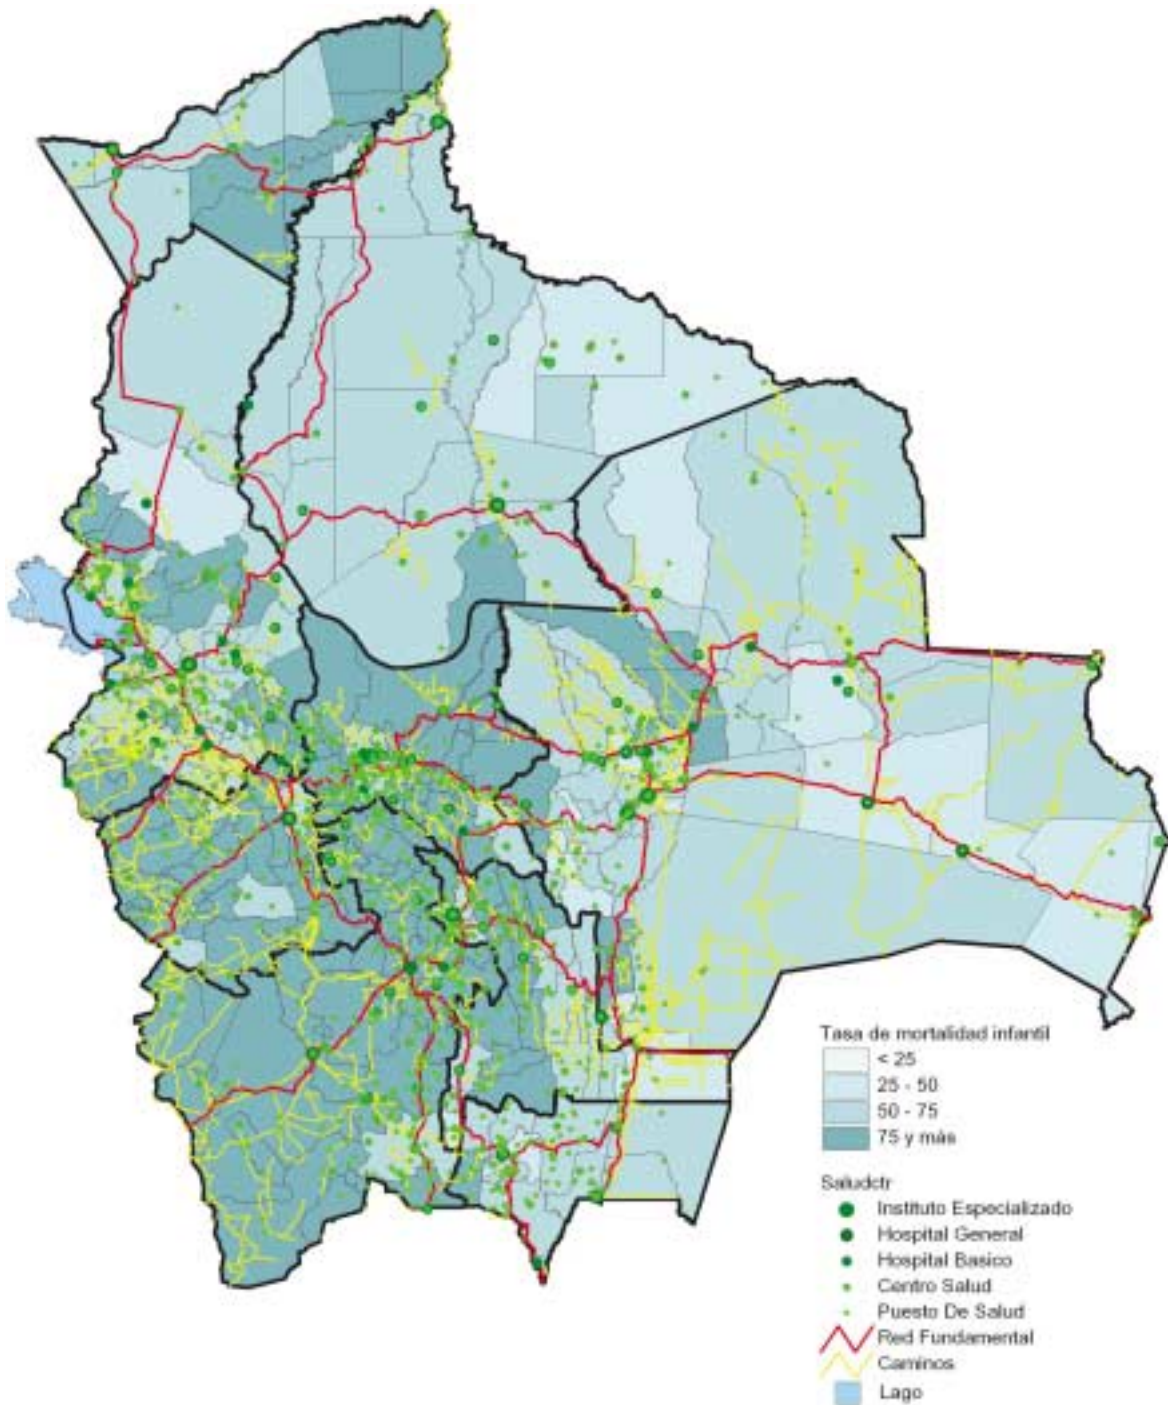 Tasa de mortalidad infantil
< 25
25 - 50
50 - 75
75 y más
Saludctr
Instituto Especializado
Hospital General
Hospital Basico
Centro Salud
Puesto De Salud
Red Fundamental
Caminos
Lago